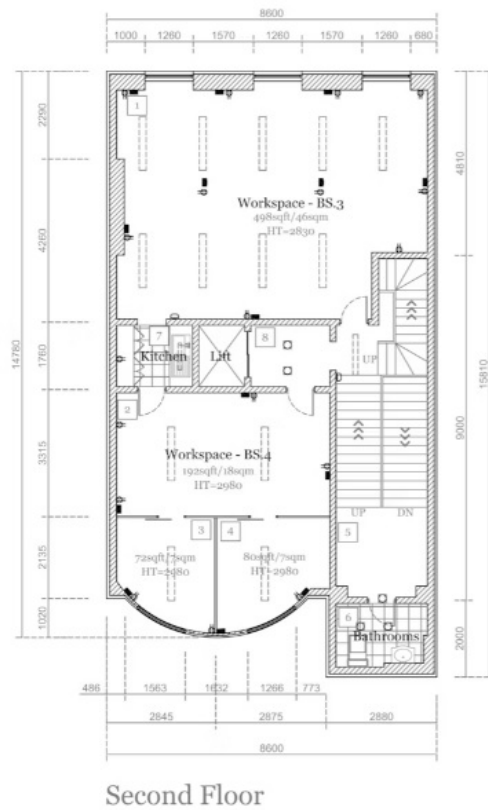 8600
1000 1260 1570 1260 1570 1260 680
2290
4260
1760
3315
2135
1020
14780
4810
9000
2000
15810
1
Workspace - BS.3
498sqft/46sqm
HT=2830
7
Kitchen
Lift
8
UP
2
Workspace - BS.4
192sqft/18sqm
HT=2980
UP DN
3
4
5
72sqft/7sqm
HT=2980
80sqft/7sqm
HT=2980
6
Bathrooms
486 1563 1632 1266 773
2845 2875 2880
8600
Second Floor